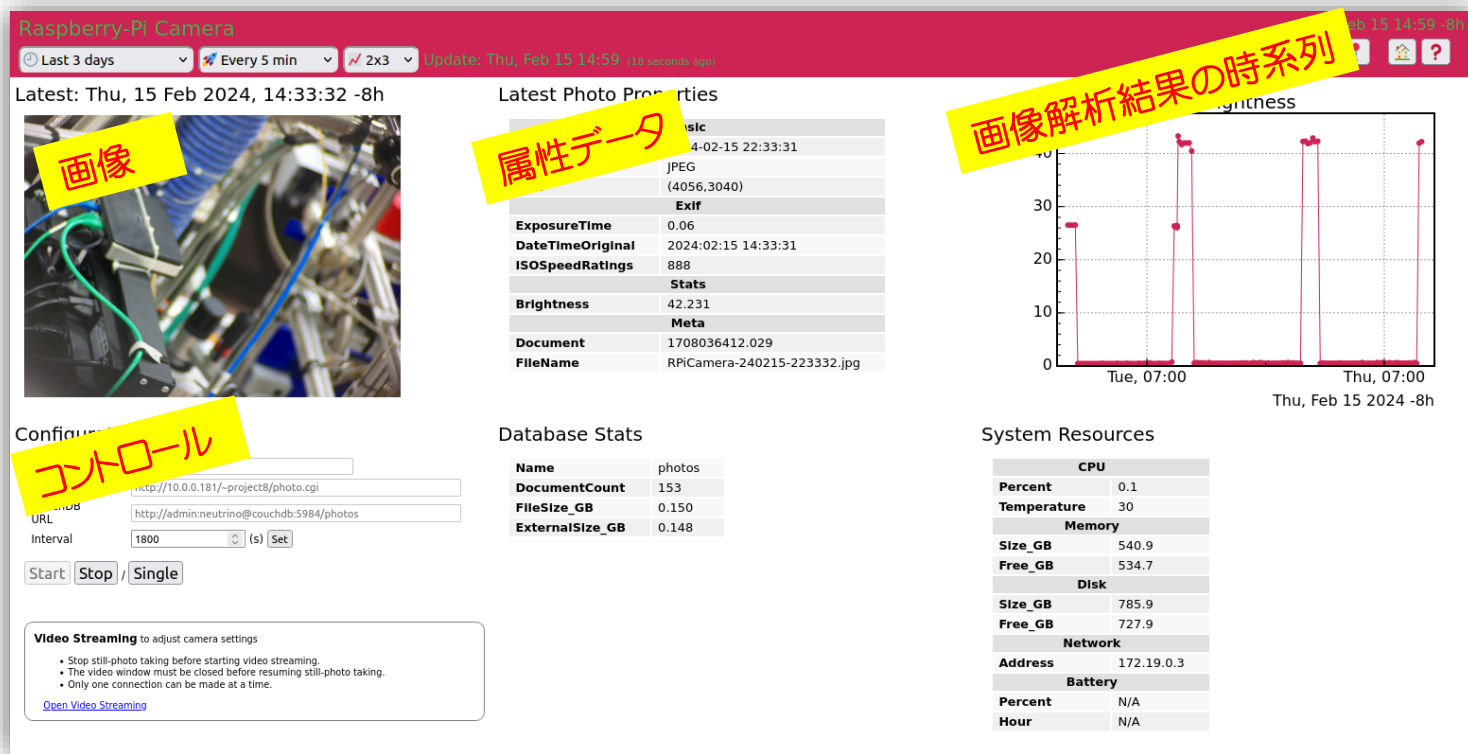 Raspberry-Pi Camera
eb 15 14:59 -8h
Last 3 days
Every 5 min
2x3
Update: Thu, Feb 15 14:59 (18 seconds ago)
?
Latest: Thu, 15 Feb 2024, 14:33:32 -8h
画像
Latest Photo Properties
属性データ
sic
4-02-15 22:33:31
JPEG
(4056,3040)
Exif
ExposureTime 0.06
DateTimeOriginal 2024:02:15 14:33:31
ISOSpeedRatings 888
Stats
Brightness 42.231
Meta
Document 1708036412.029
FileName RPiCamera-240215-223332.jpg
画像解析結果の時系列
ghtness
40
30
20
10
0
Tue, 07:00
Thu, 07:00
Thu, Feb 15 2024 -8h
Configur
コントロール
http://10.0.0.181/~project8/photo.cgi
DB
URL
http://admin:neutrino@couchdb:5984/photos
Interval 1800 (s) Set
Start Stop / Single
Video Streaming to adjust camera settings
• Stop still-photo taking before starting video streaming.
• The video window must be closed before resuming still-photo taking.
• Only one connection can be made at a time.
Open Video Streaming
Database Stats
Name photos
DocumentCount 153
FileSize_GB 0.150
ExternalSize_GB 0.148
System Resources
CPU
Percent 0.1
Temperature 30
Memory
Size_GB 540.9
Free_GB 534.7
Disk
Size_GB 785.9
Free_GB 727.9
Network
Address 172.19.0.3
Battery
Percent N/A
Hour N/A